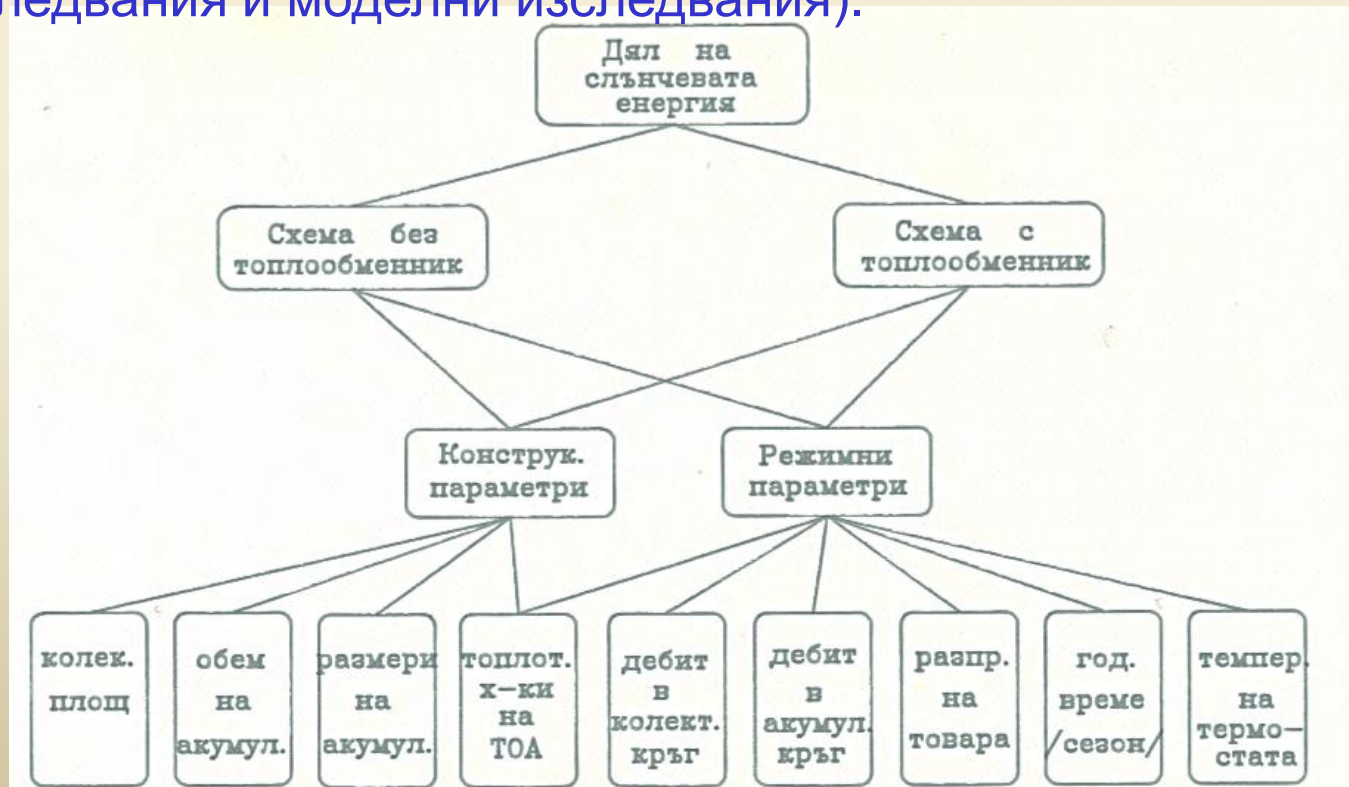 ледвания и моделни изследвания).
Дял на
слънчевата
енергия
Схема без
топлообменник
Схема с
топлообменник
Конструк.
параметри
Режимни
параметри
колек.
площ
обем
на
акумул.
размери
на
акумул.
топлот.
х-ки
на
ТОА
дебит
в
колект.
кръг
дебит
в
акумул.
кръг
разпр.
на
товара
год.
време
/сезон/
темпер.
на
термо-
стата